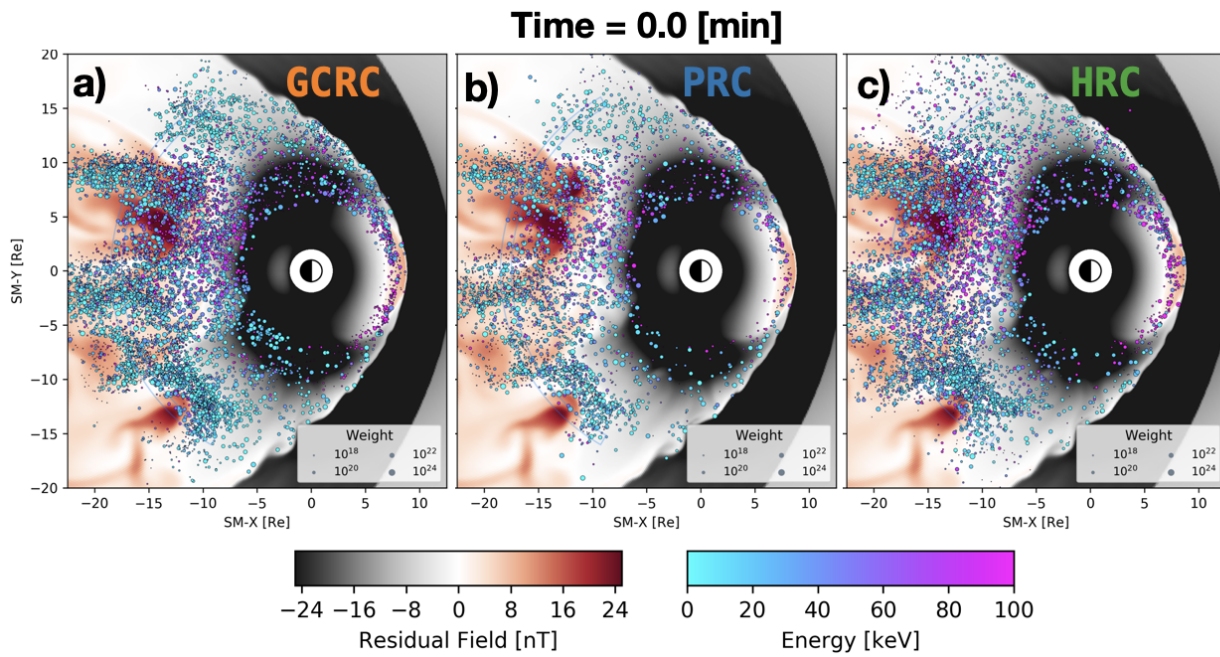 Time = 0.0 [min]
a) GCRC
b) PRC
c) HRC
20
15
10
5
0
−5
−10
−15
−20
SM-Y [Re]
Weight
10^18 10^22
10^20 10^24
Weight
10^18 10^22
10^20 10^24
Weight
10^18 10^22
10^20 10^24
−20 −15 −10 −5 0 5 10
−20 −15 −10 −5 0 5 10
−20 −15 −10 −5 0 5 10
SM-X [Re]
SM-X [Re]
SM-X [Re]
−24 −16 −8 0 8 16 24
Residual Field [nT]
0 20 40 60 80 100
Energy [keV]